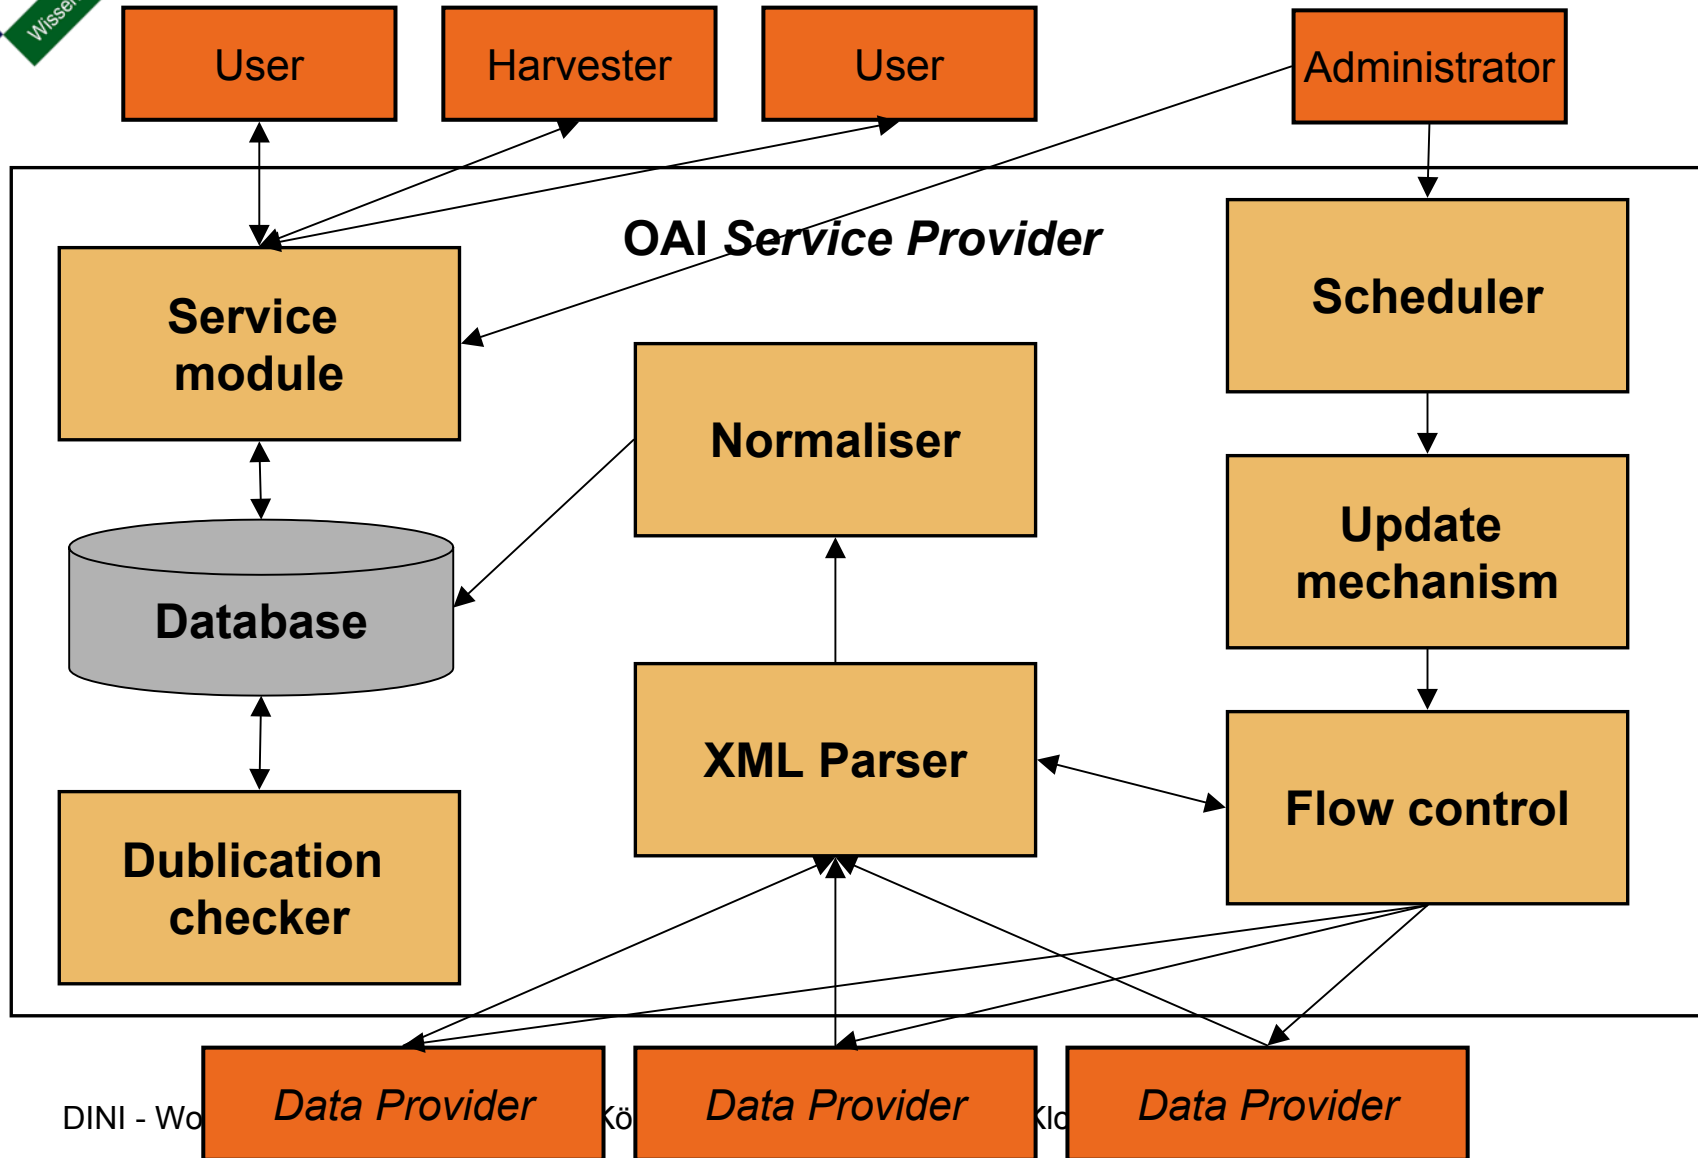 User
Harvester
User
Administrator
OAI Service Provider
Service
module
Scheduler
Normaliser
Update
mechanism
Database
XML Parser
Flow control
Dublication
checker
Data Provider
Data Provider
Data Provider
DINI -